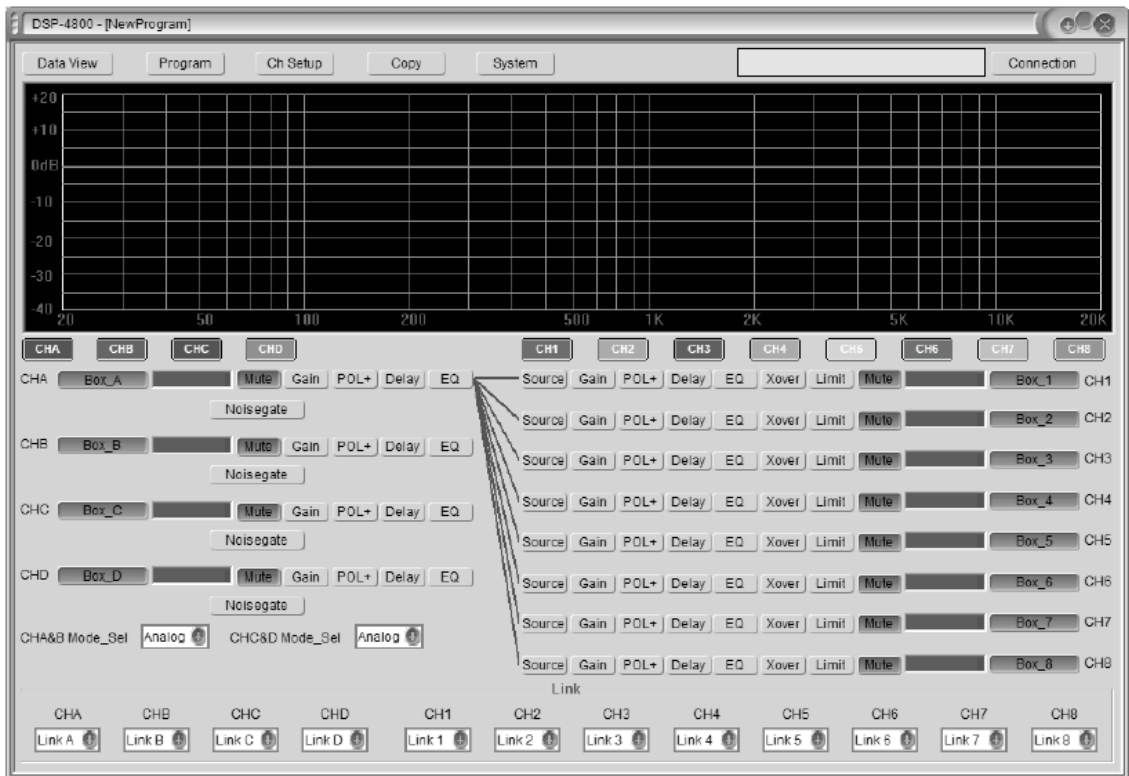 DSP-4800 - [NewProgram]
Data View Program Ch Setup Copy System Connection
+20
+10
0dB
-10
-20
-30
-40
20 50 100 200 500 1K 2K 5K 10K 20K
CHA CHB CHC CHD CH1 CH2 CH3 CH4 CH5 CH6 CH7 CH8
CHA Box_A Mute Gain POL+ Delay EQ Source Gain POL+ Delay EQ Xover Limit Mute Box_1 CH1
Noisegate
Source Gain POL+ Delay EQ Xover Limit Mute Box_2 CH2
CHB Box_B Mute Gain POL+ Delay EQ
Source Gain POL+ Delay EQ Xover Limit Mute Box_3 CH3
Noisegate
CHC Box_C Mute Gain POL+ Delay EQ Source Gain POL+ Delay EQ Xover Limit Mute Box_4 CH4
Noisegate
Source Gain POL+ Delay EQ Xover Limit Mute Box_5 CH5
CHD Box_D Mute Gain POL+ Delay EQ Source Gain POL+ Delay EQ Xover Limit Mute Box_6 CH6
Noisegate
Source Gain POL+ Delay EQ Xover Limit Mute Box_7 CH7
CHA&B Mode_Sel Analog CHC&D Mode_Sel Analog
Source Gain POL+ Delay EQ Xover Limit Mute Box_8 CH8
Link
CHA CHB CHC CHD CH1 CH2 CH3 CH4 CH5 CH6 CH7 CH8
Link A Link B Link C Link D Link 1 Link 2 Link 3 Link 4 Link 5 Link 6 Link 7 Link 8